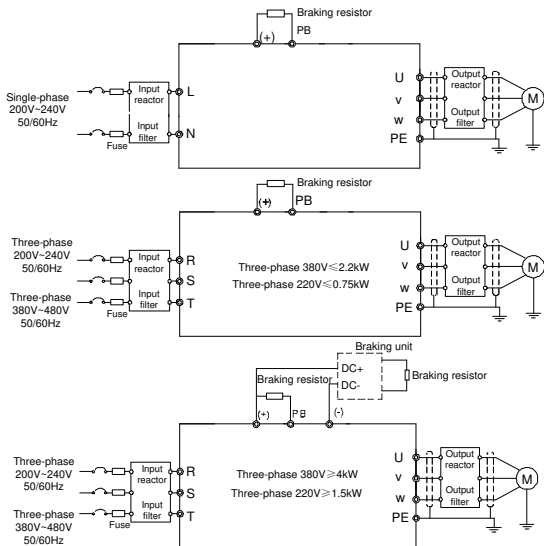 Braking resistor
(+)
PB
Single-phase
200V~240V
50/60Hz
Fuse
Input
reactor
Input
filter
L
N
U
v
w
PE
Output
reactor
Output
filter
M
Braking resistor
(+)
PB
Three-phase
200V~240V
50/60Hz
Three-phase
380V~480V
50/60Hz
Fuse
Input
reactor
Input
filter
R
S
T
Three-phase 380V≤2.2kW
Three-phase 220V≤0.75kW
U
v
w
PE
Output
reactor
Output
filter
M
Braking unit
DC+
DC-
Braking resistor
Braking resistor
(+)
PB
(-)
Three-phase
200V~240V
50/60Hz
Three-phase
380V~480V
50/60Hz
Fuse
Input
reactor
Input
filter
R
S
T
Three-phase 380V≥4kW
Three-phase 220V≥1.5kW
U
v
w
PE
Output
reactor
Output
filter
M